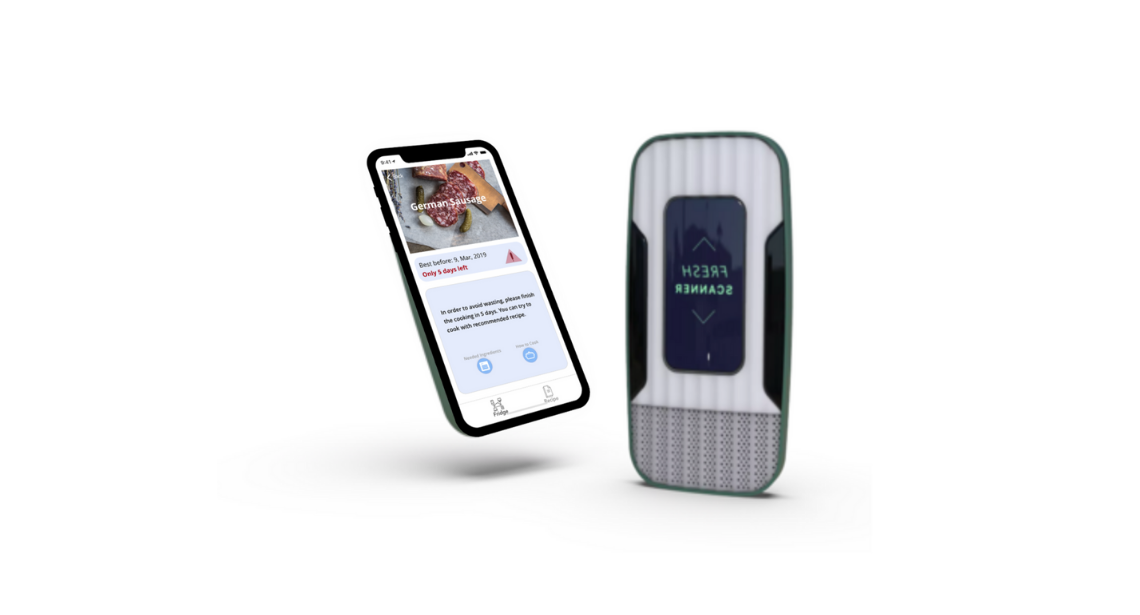 9:41
German Sausage
Best before: 9, Mar, 2019
Only 5 days left
In order to avoid wasting, please finish
the cooking in 5 days. You can try to
cook with recommended recipe.
Needed Ingredients
How to Cook
Fridge
Recipe
FRESH
SCANNER